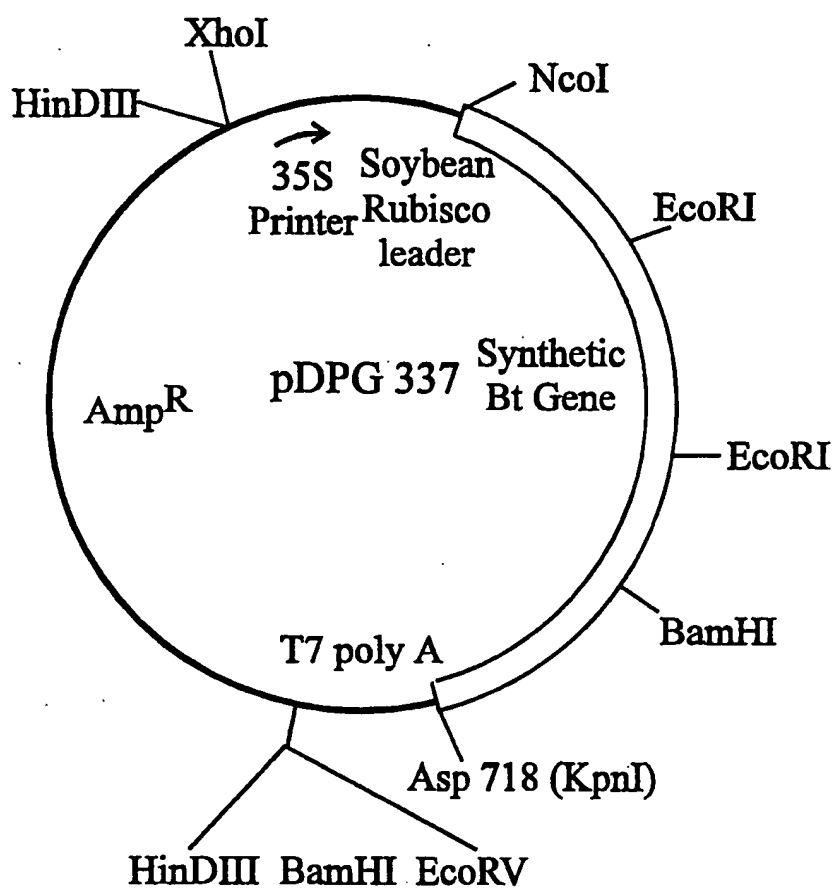 XhoI
HinDIII
NcoI
35S
Printer
Soybean
Rubisco
leader
EcoRI
pDPG 337
Synthetic
Bt Gene
AmpR
EcoRI
BamHI
T7 poly A
Asp 718 (KpnI)
HinDIII BamHI EcoRV